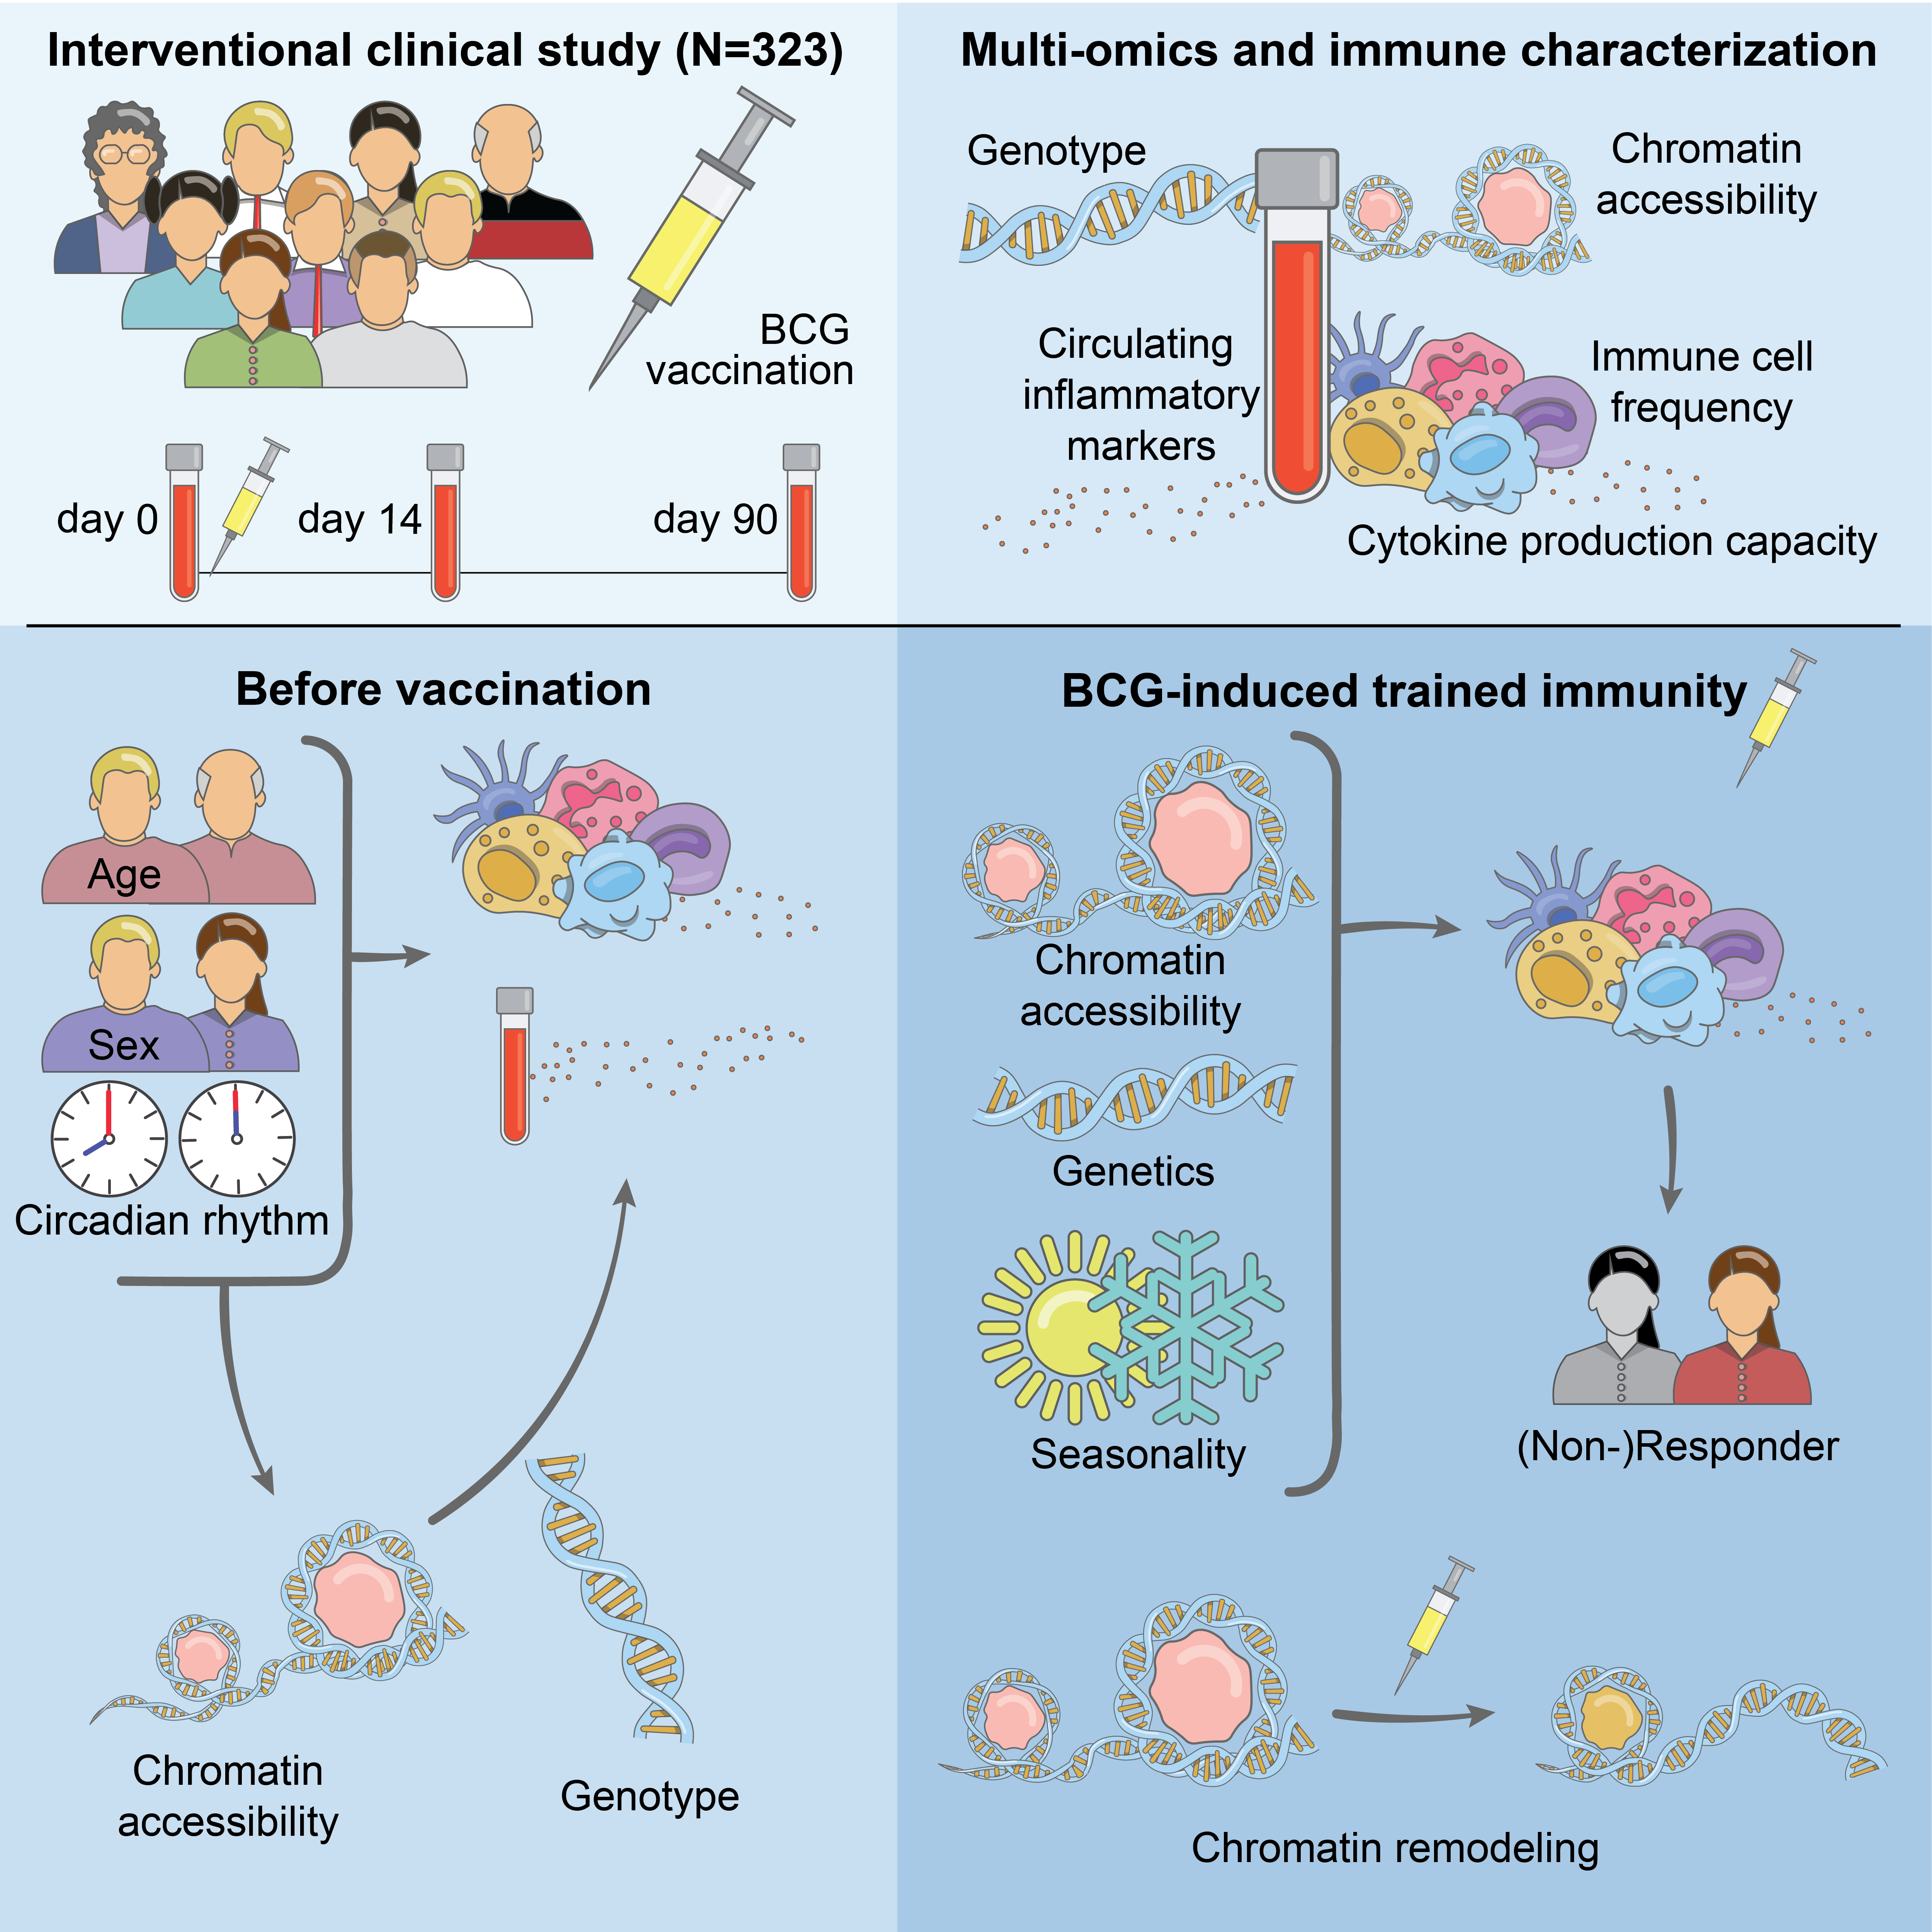 Interventional clinical study (N=323)
BCG
vaccination
day 0
day 14
day 90
Multi-omics and immune characterization
Genotype
Chromatin
accessibility
Circulating
inflammatory
markers
Immune cell
frequency
Cytokine production capacity
Before vaccination
Age
Sex
Circadian rhythm
Chromatin
accessibility
Genotype
BCG-induced trained immunity
Chromatin
accessibility
Genetics
Seasonality
(Non-)Responder
Chromatin remodeling